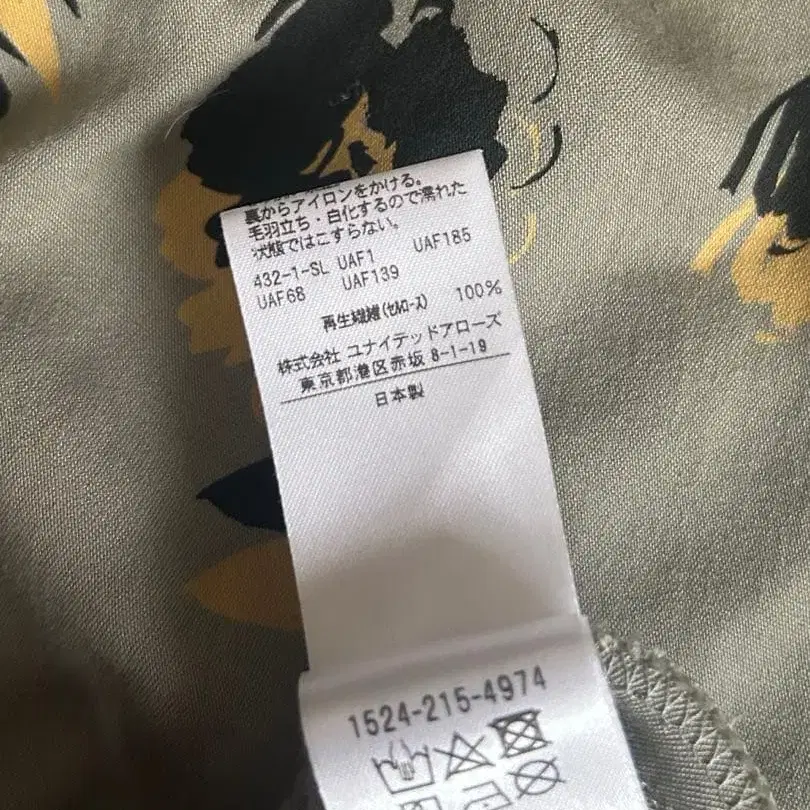 裏からアイロンをかける。
毛羽立ち・白化するので濡れた
状態ではこすらない。
432-1-SL UAF1 UAF185
UAF68 UAF139
再生繊維(ｾﾙﾛｰｽ) 100%
株式会社 ユナイテッドアローズ
東京都港区赤坂 8-1-19
日本製
1524-215-4974